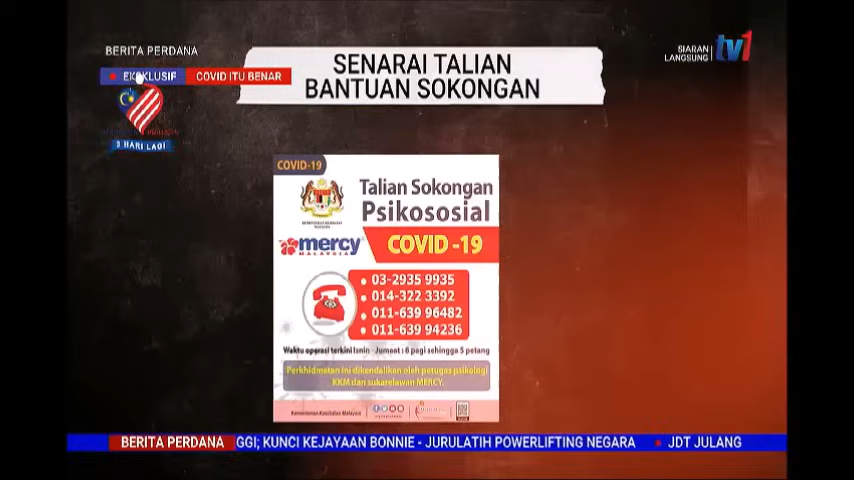 BERITA PERDANA
EKSKLUSIF
COVID ITU BENAR
3 HARI LAGI
SENARAI TALIAN
BANTUAN SOKONGAN
SIARAN
LANGSUNG
tv1
COVID-19
Talian Sokongan
Psikososial
mercy
MALAYSIA
COVID -19
03-2935 9935
014-322 3392
011-639 96482
011-639 94236
Waktu operasi terkini Isnin - Jumaat : 8 pagi sehingga 5 petang
Perkhidmatan ini dikendalikan oleh petugas psikologi
KKM dan sukarelawan MERCY.
Kementerian Kesihatan Malaysia
BERITA PERDANA
GGI; KUNCI KEJAYAAN BONNIE - JURULATIH POWERLIFTING NEGARA
JDT JULANG